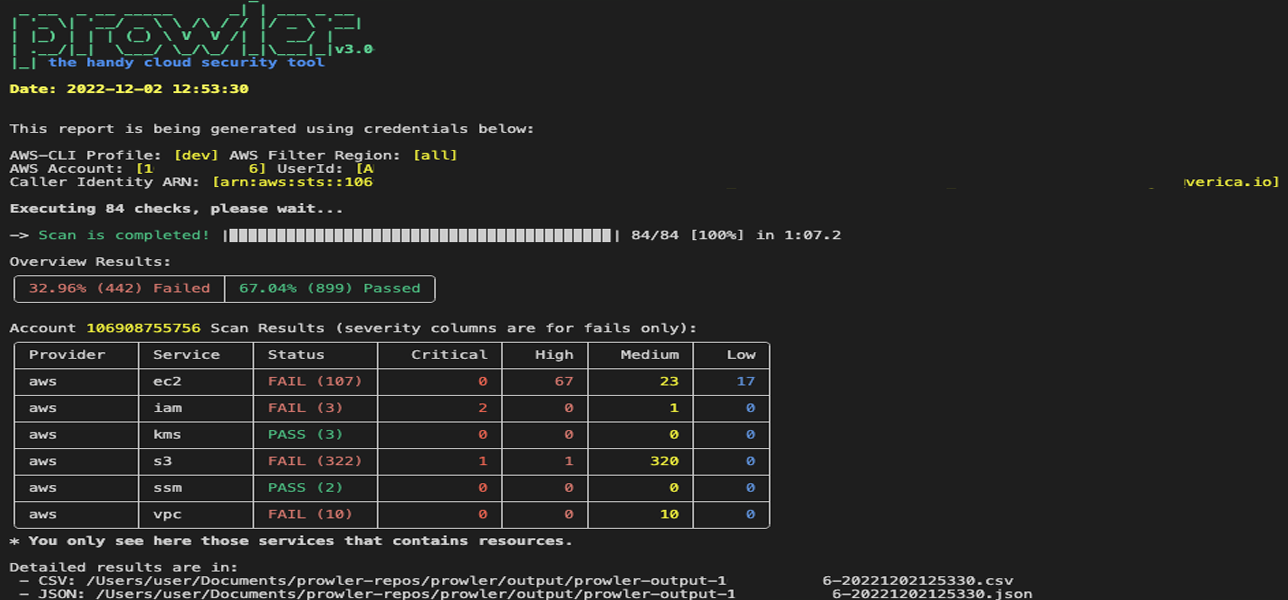 prowler v3.0
the handy cloud security tool
Date: 2022-12-02 12:53:30
This report is being generated using credentials below:
AWS-CLI Profile: [dev] AWS Filter Region: [all]
AWS Account: [1 6] UserId: [A
Caller Identity ARN: [arn:aws:sts::106 verica.io]
Executing 84 checks, please wait...
-> Scan is completed! 84/84 [100%] in 1:07.2
Overview Results:
32.96% (442) Failed 67.04% (899) Passed
Account 106908755756 Scan Results (severity columns are for fails only):
Provider Service Status Critical High Medium Low
aws ec2 FAIL (107) 0 67 23 17
aws iam FAIL (3) 2 0 1 0
aws kms PASS (3) 0 0 0 0
aws s3 FAIL (322) 1 1 320 0
aws ssm PASS (2) 0 0 0 0
aws vpc FAIL (10) 0 0 10 0
* You only see here those services that contains resources.
Detailed results are in:
- CSV: /Users/user/Documents/prowler-repos/prowler/output/prowler-output-1 6-20221202125330.csv
- JSON: /Users/user/Documents/prowler-repos/prowler/output/prowler-output-1 6-20221202125330.json